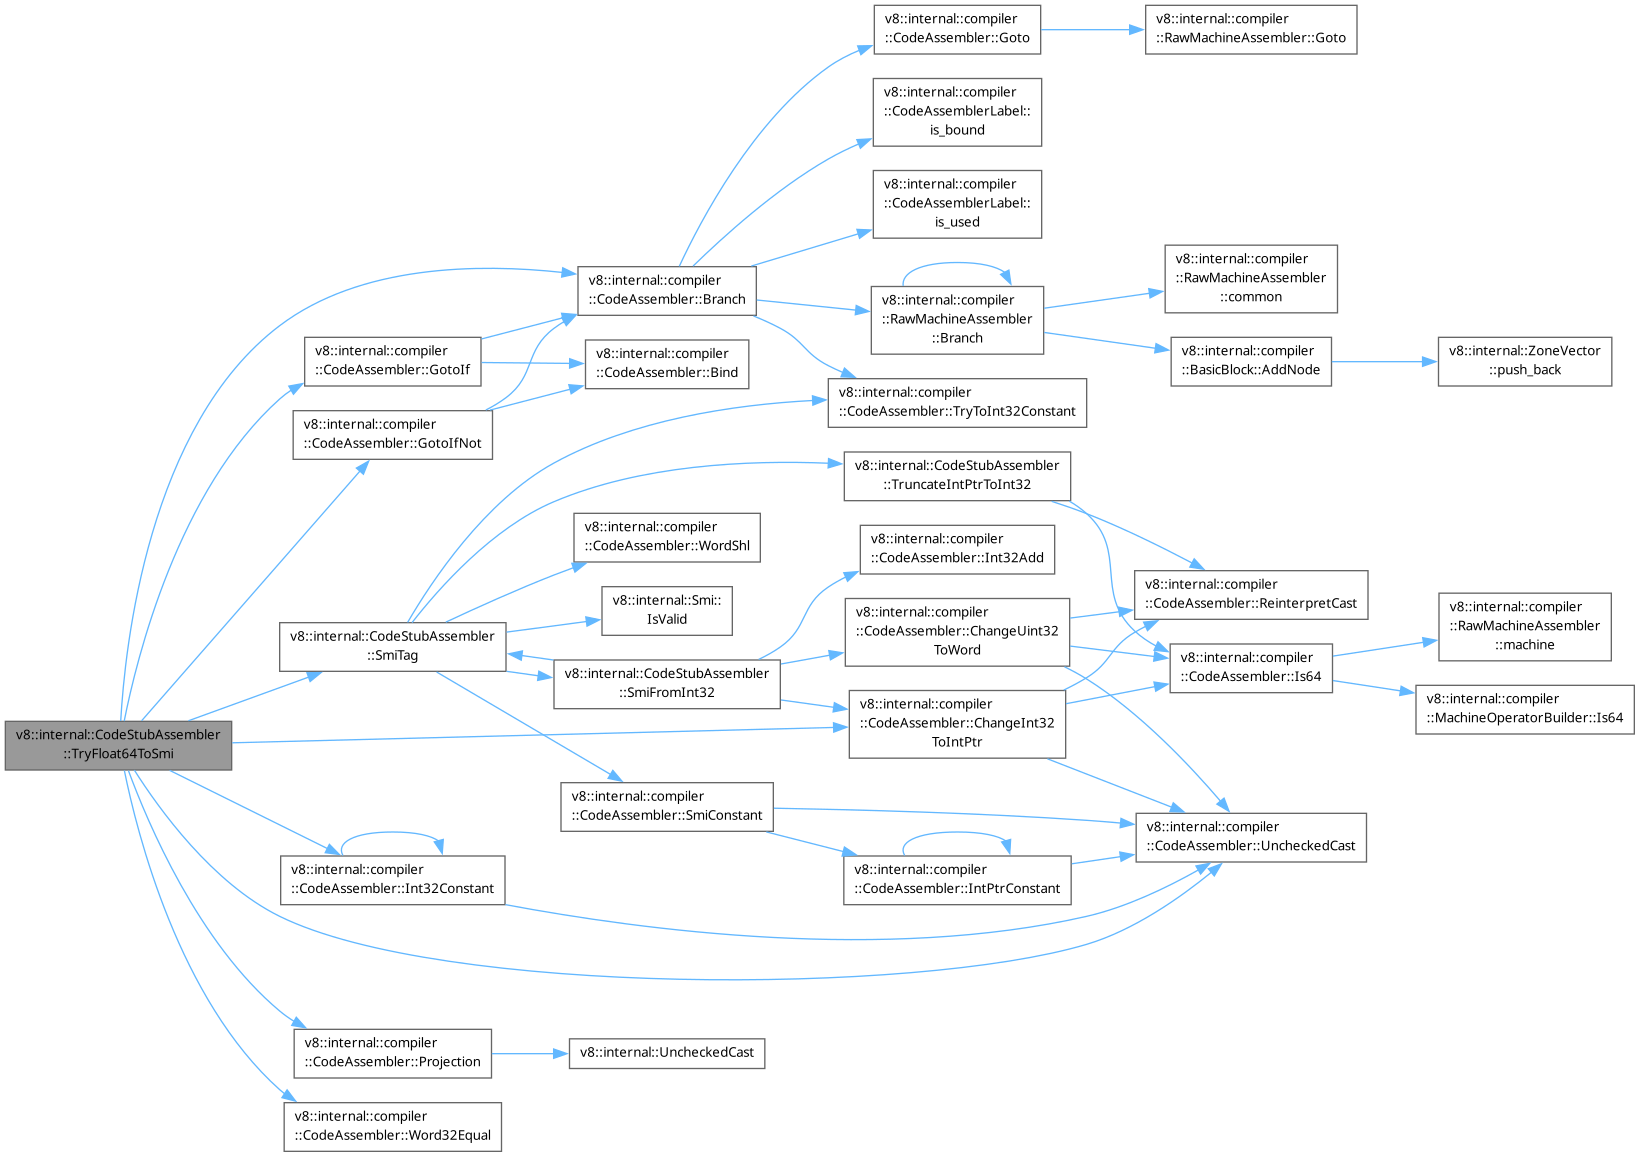 v8::internal::compiler
::CodeAssembler::Goto
v8::internal::compiler
::RawMachineAssembler::Goto
v8::internal::compiler
::CodeAssemblerLabel::
is_bound
v8::internal::compiler
::CodeAssemblerLabel::
is_used
v8::internal::compiler
::CodeAssembler::Branch
v8::internal::compiler
::RawMachineAssembler
::Branch
v8::internal::compiler
::RawMachineAssembler
::common
v8::internal::compiler
::BasicBlock::AddNode
v8::internal::ZoneVector
::push_back
v8::internal::compiler
::CodeAssembler::GotoIf
v8::internal::compiler
::CodeAssembler::Bind
v8::internal::compiler
::CodeAssembler::TryToInt32Constant
v8::internal::compiler
::CodeAssembler::GotoIfNot
v8::internal::CodeStubAssembler
::TruncateIntPtrToInt32
v8::internal::compiler
::CodeAssembler::WordShl
v8::internal::compiler
::CodeAssembler::Int32Add
v8::internal::Smi::
IsValid
v8::internal::compiler
::CodeAssembler::ReinterpretCast
v8::internal::CodeStubAssembler
::SmiTag
v8::internal::compiler
::CodeAssembler::ChangeUint32
ToWord
v8::internal::compiler
::RawMachineAssembler
::machine
v8::internal::CodeStubAssembler
::SmiFromInt32
v8::internal::compiler
::CodeAssembler::Is64
v8::internal::compiler
::MachineOperatorBuilder::Is64
v8::internal::compiler
::CodeAssembler::ChangeInt32
ToIntPtr
v8::internal::CodeStubAssembler
::TryFloat64ToSmi
v8::internal::compiler
::CodeAssembler::SmiConstant
v8::internal::compiler
::CodeAssembler::UncheckedCast
v8::internal::compiler
::CodeAssembler::Int32Constant
v8::internal::compiler
::CodeAssembler::IntPtrConstant
v8::internal::compiler
::CodeAssembler::Projection
v8::internal::UncheckedCast
v8::internal::compiler
::CodeAssembler::Word32Equal